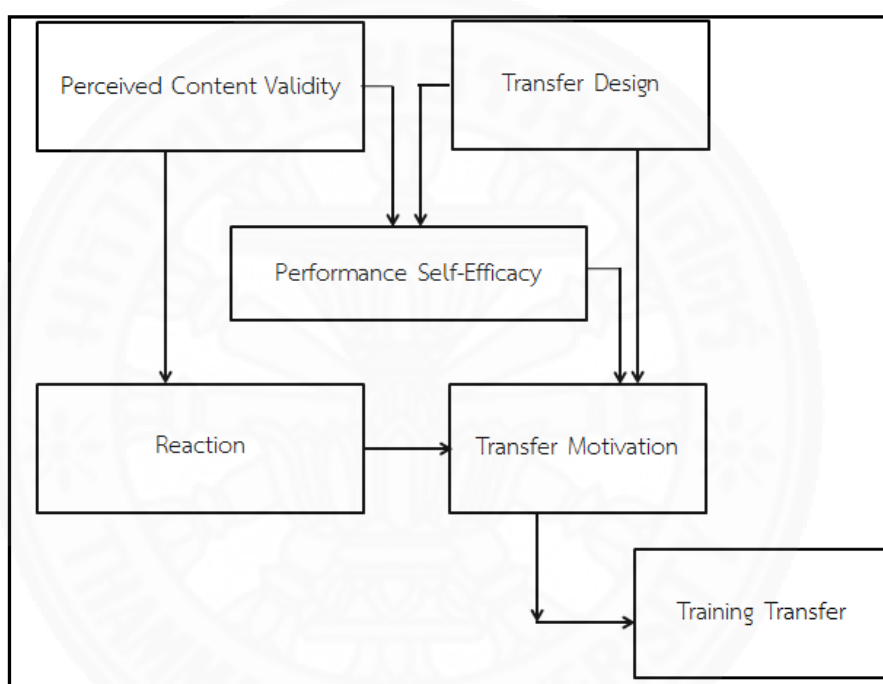 Perceived Content Validity
Transfer Design
Performance Self-Efficacy
Reaction
Transfer Motivation
Training Transfer